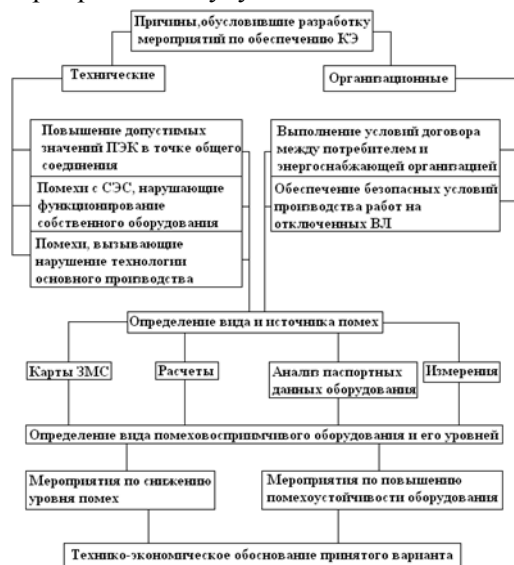 Причины,обусловившие разработку
мероприятий по обеспечению КЭ
Технические
Организационные
Повышение допустимых
значений ПЭК в точке общего
соединения
Помехи с СЭС, нарушающие
функционирование
собственного оборудования
Помехи, вызывающие
нарушение технологии
основного производства
Выполнение условий договора
между потребителем и
энергоснабжающей организацией
Обеспечение безопасных условий
производства работ на
отключенных ВЛ
Определение вида и источника помех
Карты ЗМС
Расчеты
Анализ паспортных
данных оборудования
Измерения
Определение вида помеховосприимчивого оборудования и его уровней
Мероприятия по снижению
уровня помех
Мероприятия по повышению
помехоустойчивости оборудования
Технико-экономическое обоснование принятого варианта